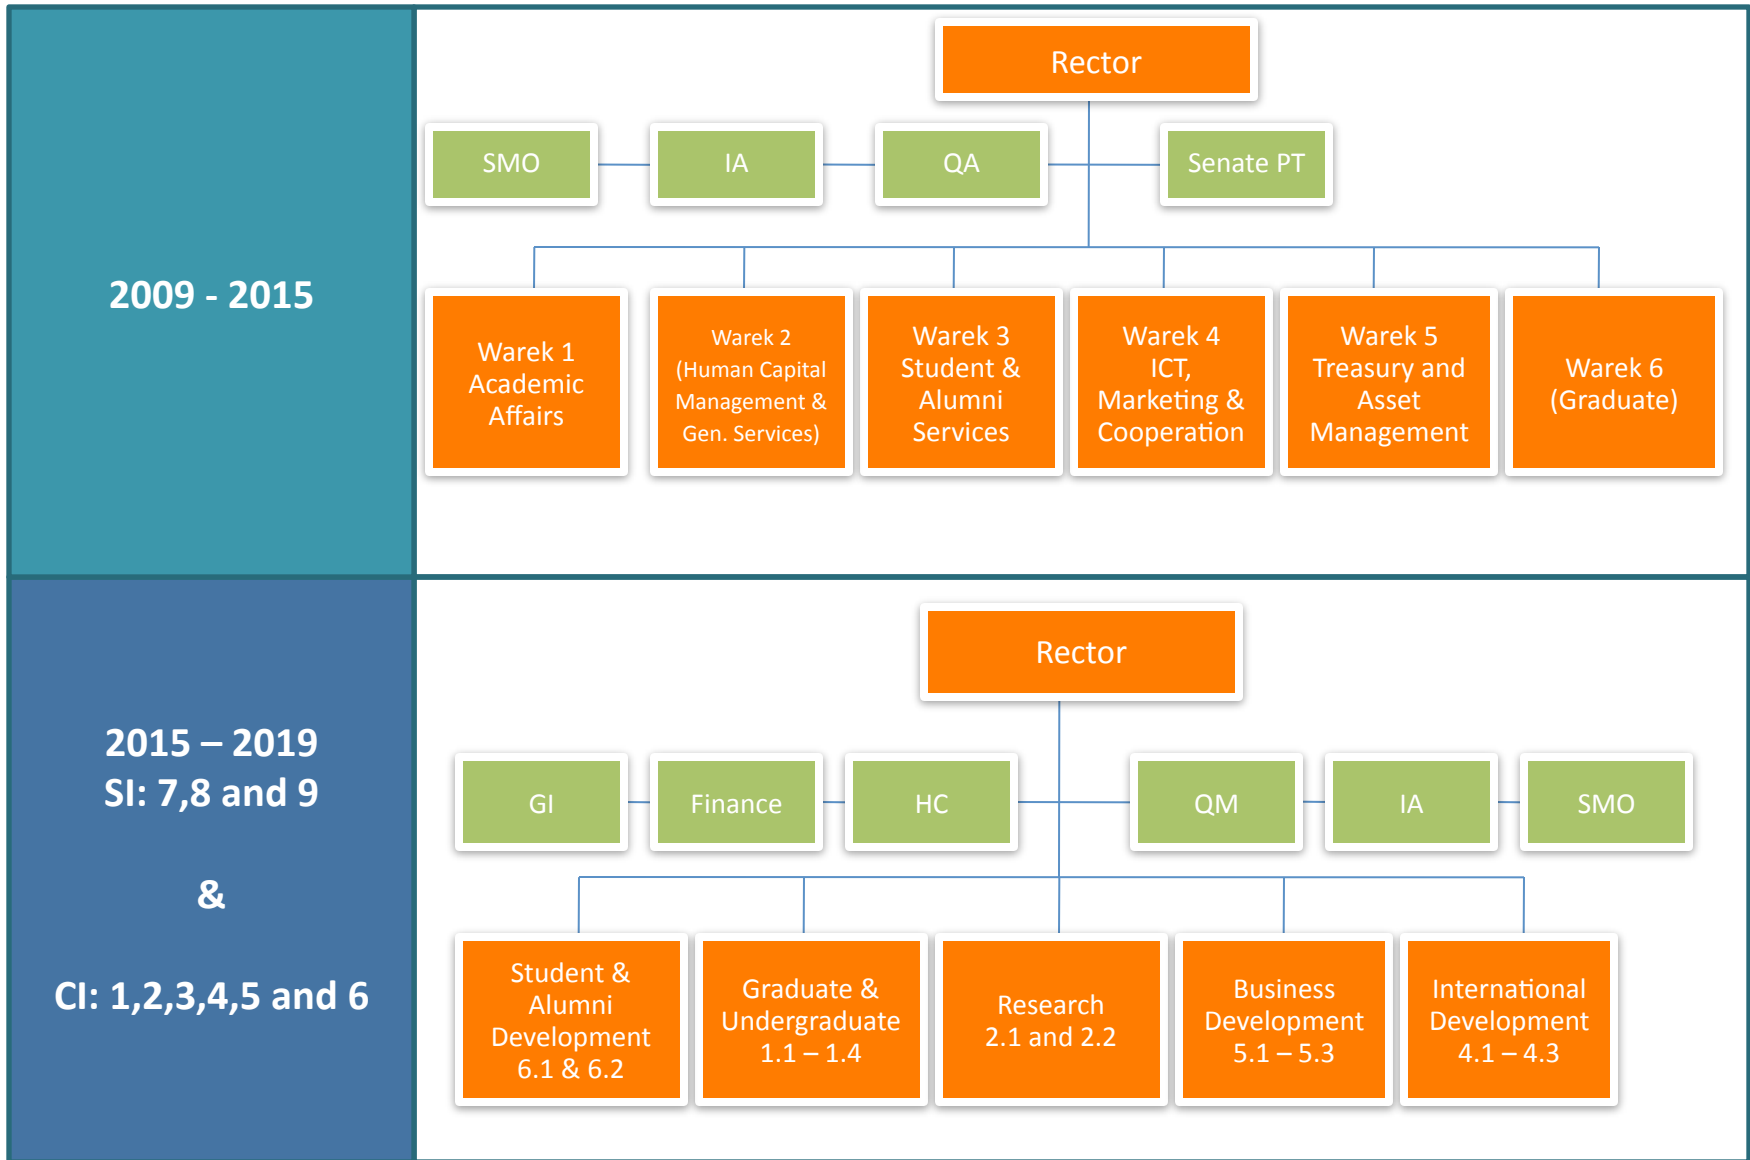 2009 - 2015
Rector
SMO
IA
QA
Senate PT
Warek 1
Academic
Affairs
Warek 2
(Human Capital
Management &
Gen. Services)
Warek 3
Student &
Alumni
Services
Warek 4
ICT,
Marketing &
Cooperation
Warek 5
Treasury and
Asset
Management
Warek 6
(Graduate)
2015 – 2019
SI: 7,8 and 9
&
CI: 1,2,3,4,5 and 6
Rector
GI
Finance
HC
QM
IA
SMO
Student &
Alumni
Development
6.1 & 6.2
Graduate &
Undergraduate
1.1 – 1.4
Research
2.1 and 2.2
Business
Development
5.1 – 5.3
International
Development
4.1 – 4.3